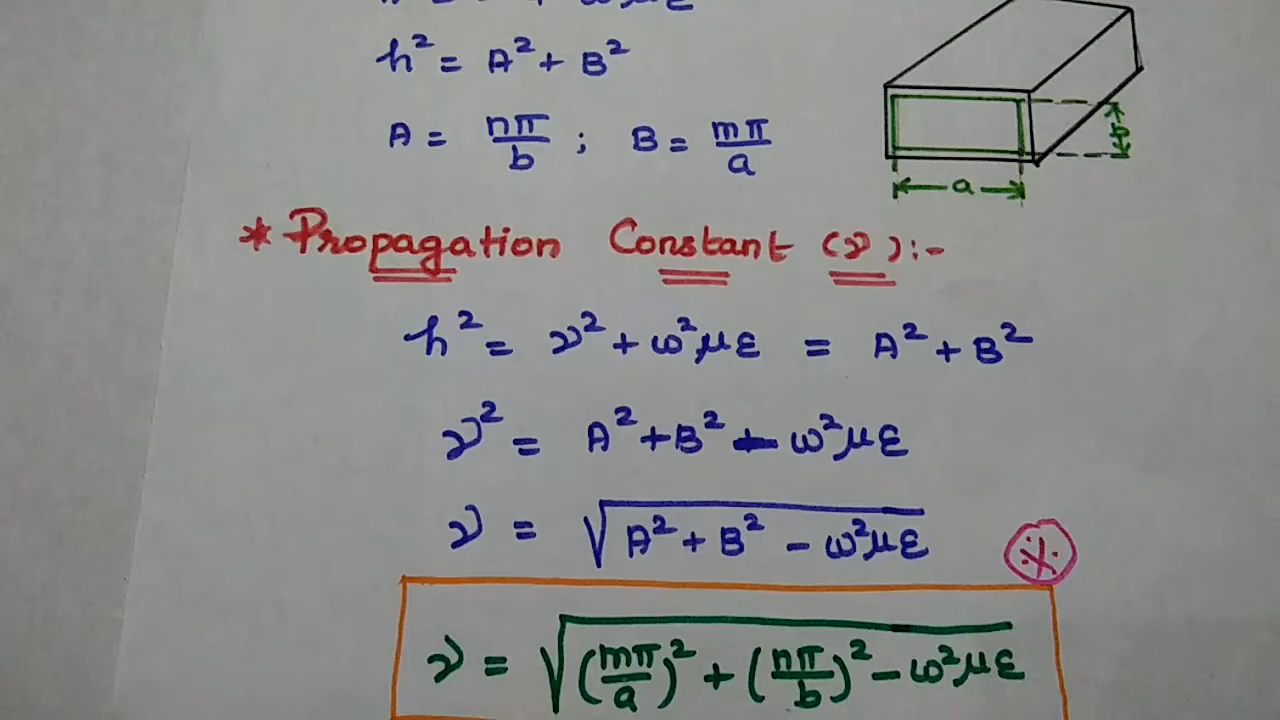 h² = A² + B²
A = nπ/b ; B = mπ/a
b
a
* Propagation Constant (γ) :-
h² = γ² + ω²με = A² + B²
γ² = A² + B² - ω²με
γ = √(A² + B² - ω²με)
γ = √((mπ/a)² + (nπ/b)² - ω²με)